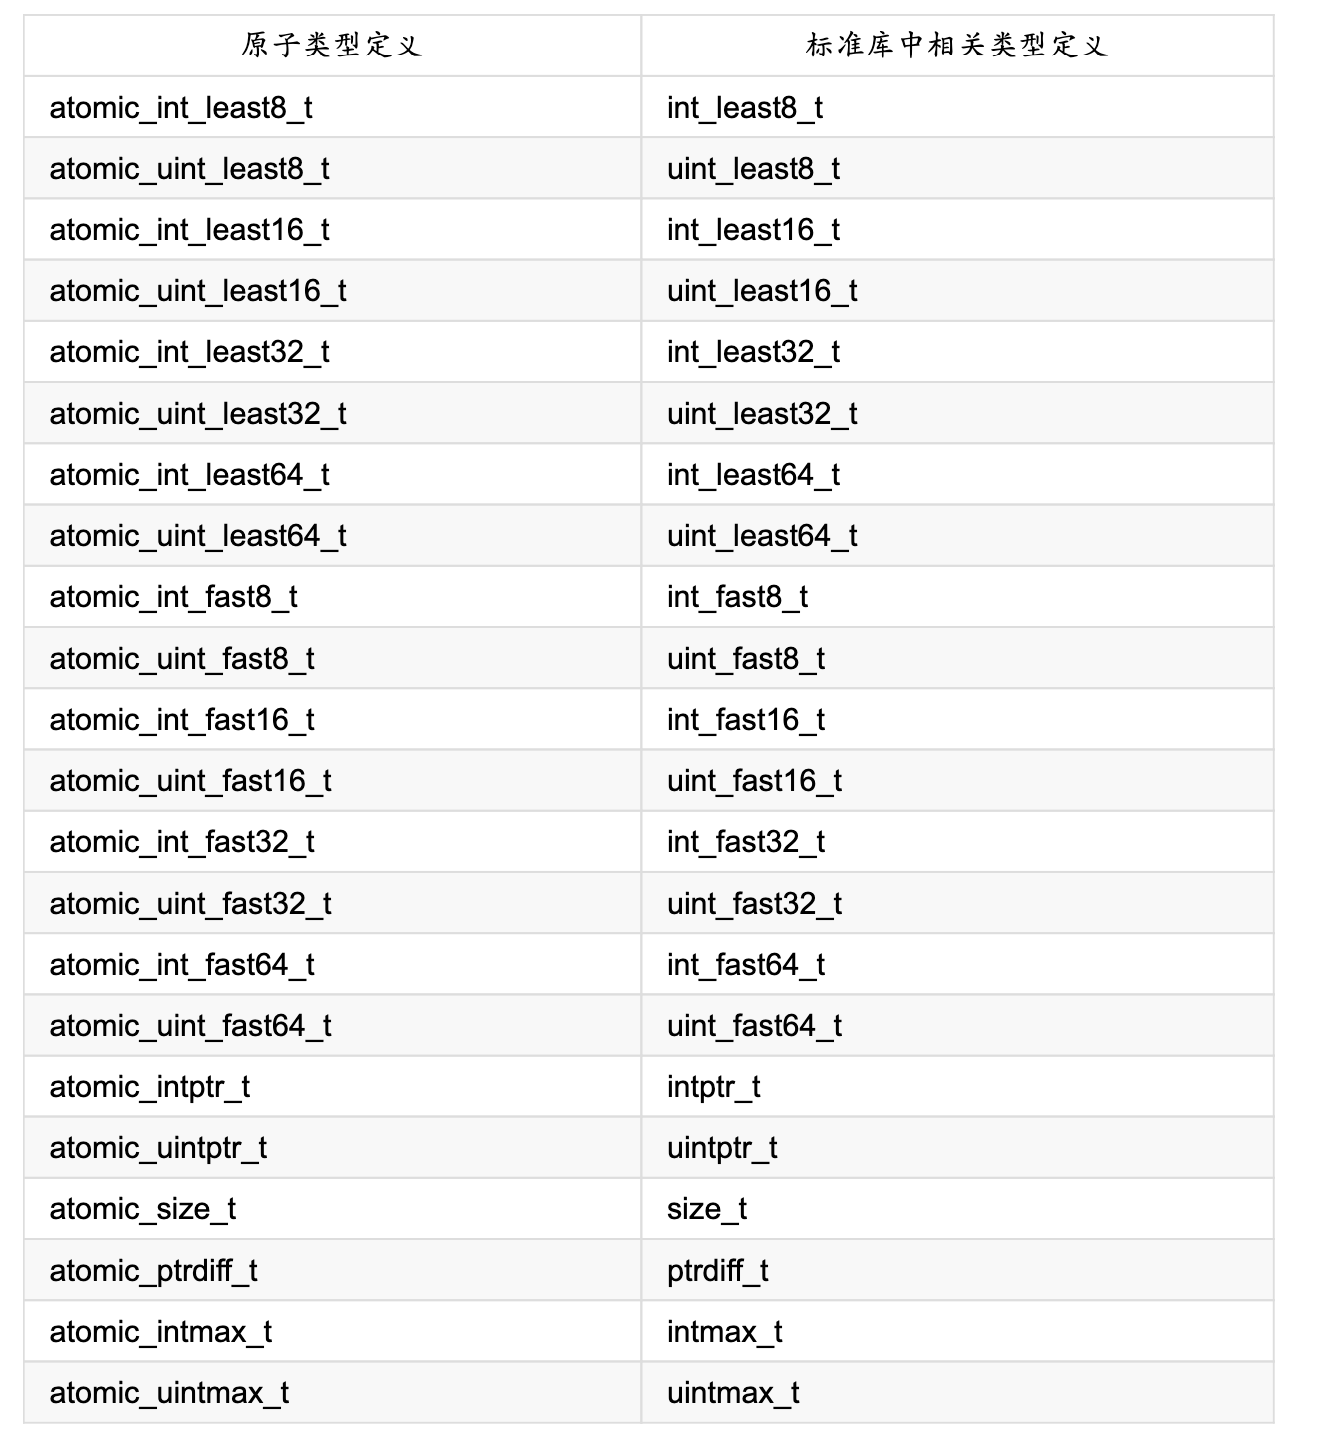 原子类型定义 标准库中相关类型定义
atomic_int_least8_t int_least8_t
atomic_uint_least8_t uint_least8_t
atomic_int_least16_t int_least16_t
atomic_uint_least16_t uint_least16_t
atomic_int_least32_t int_least32_t
atomic_uint_least32_t uint_least32_t
atomic_int_least64_t int_least64_t
atomic_uint_least64_t uint_least64_t
atomic_int_fast8_t int_fast8_t
atomic_uint_fast8_t uint_fast8_t
atomic_int_fast16_t int_fast16_t
atomic_uint_fast16_t uint_fast16_t
atomic_int_fast32_t int_fast32_t
atomic_uint_fast32_t uint_fast32_t
atomic_int_fast64_t int_fast64_t
atomic_uint_fast64_t uint_fast64_t
atomic_intptr_t intptr_t
atomic_uintptr_t uintptr_t
atomic_size_t size_t
atomic_ptrdiff_t ptrdiff_t
atomic_intmax_t intmax_t
atomic_uintmax_t uintmax_t